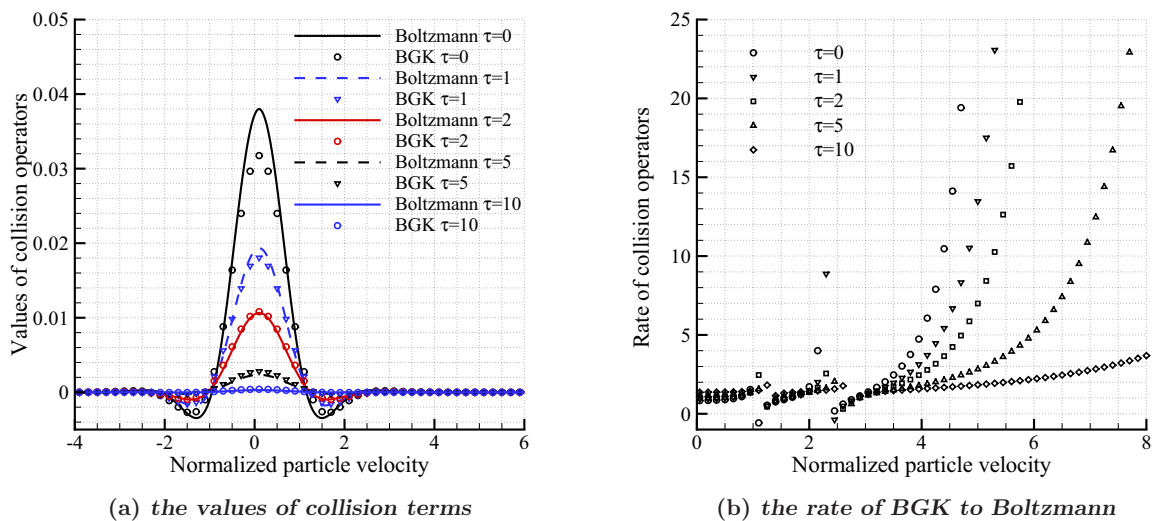 0.05
0.04
0.03
0.02
0.01
0
-4
-2
0
2
4
6
Values of collision operators
Normalized particle velocity
Boltzmann τ=0
BGK τ=0
Boltzmann τ=1
BGK τ=1
Boltzmann τ=2
BGK τ=2
Boltzmann τ=5
BGK τ=5
Boltzmann τ=10
BGK τ=10
(a) the values of collision terms
25
20
15
10
5
0
0
2
4
6
8
Rate of collision operators
Normalized particle velocity
τ=0
τ=1
τ=2
τ=5
τ=10
(b) the rate of BGK to Boltzmann